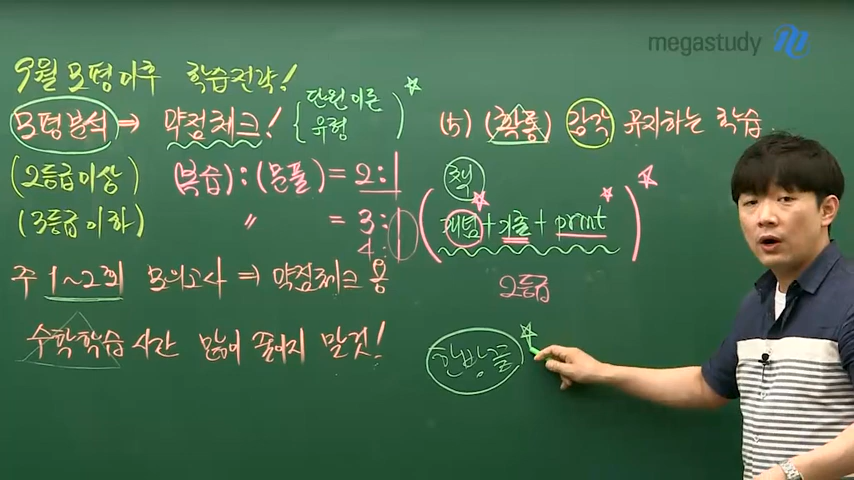 megastudy
9월 모평 이후 학습전략!
모평분석 ⇒ 약점체크! { 단원이론 유형 )
(2등급이상) (복습):(문풀) = 2:1
(3등급이하) 〃 = 3:1
4:
주 1~2회 모의고사 ⇒ 약점체크 용
수학학습 시간 많이 줄이지 말것!
(5) (확통) 감각 유지하는 학습
책
개념+기출+print
2등급
한방.끝